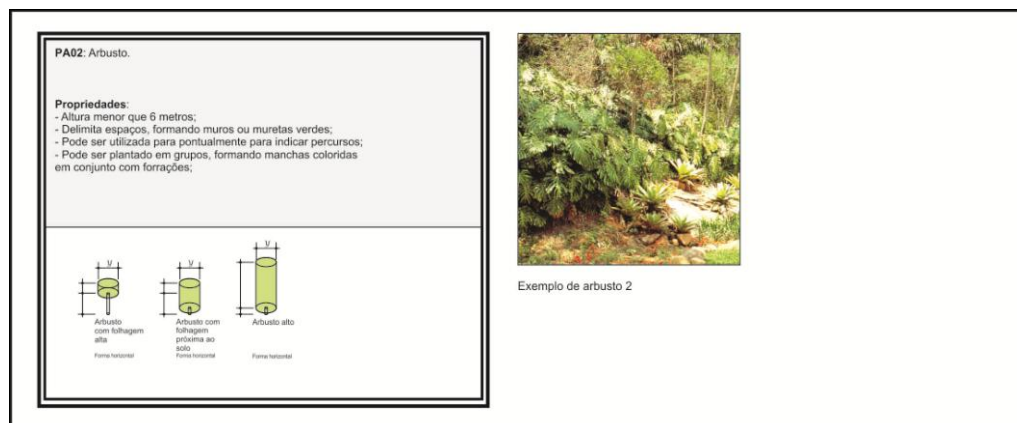 PA02: Arbusto.
Propriedades:
- Altura menor que 6 metros;
- Delimita espaços, formando muros ou muretas verdes;
- Pode ser utilizada para pontualmente para indicar percursos;
- Pode ser plantado em grupos, formando manchas coloridas
em conjunto com forrações;
Arbusto
com folhagem
alta
Forma horizontal
Arbusto com
folhagem
próxima ao
solo
Forma horizontal
Arbusto alto
Forma horizontal
Exemplo de arbusto 2